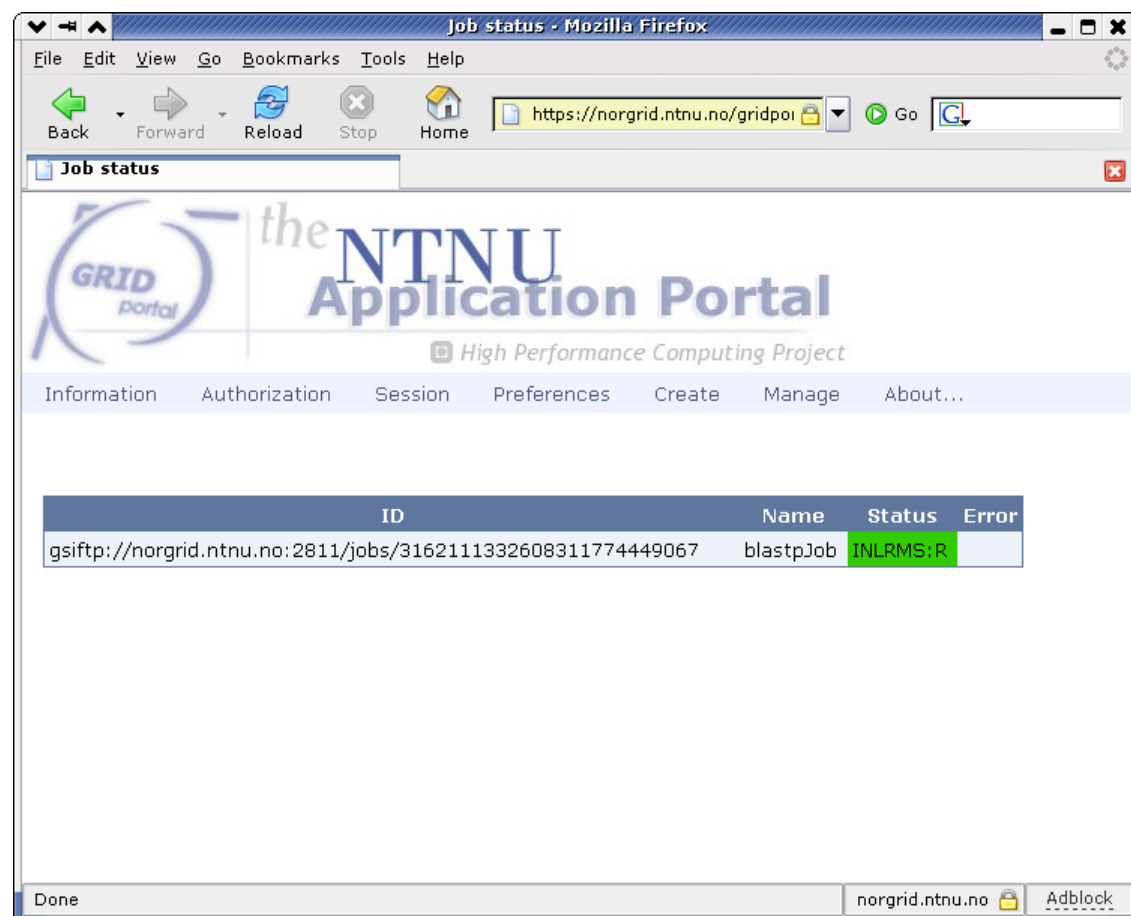 Job status - Mozilla Firefox
File Edit View Go Bookmarks Tools Help
Back Forward Reload Stop Home https://norgrid.ntnu.no/gridpor Go G
Job status
GRID portal
the NTNU
Application Portal
High Performance Computing Project
Information Authorization Session Preferences Create Manage About...
ID Name Status Error
gsiftp://norgrid.ntnu.no:2811/jobs/3162111332608311774449067 blastpJob INLRMS:R
Done norgrid.ntnu.no Adblock